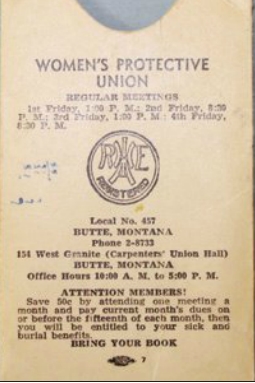 WOMEN'S PROTECTIVE
UNION
REGULAR MEETINGS
1st Friday, 1:00 P. M.; 2nd Friday, 8:30
P. M.; 3rd Friday, 1:00 P. M.; 4th Friday,
8:30 P. M.
REGISTERED
Local No. 457
BUTTE, MONTANA
Phone 2-8733
154 West Granite (Carpenters' Union Hall)
BUTTE, MONTANA
Office Hours 10:00 A. M. to 5:00 P. M.
ATTENTION MEMBERS!
Save 50c by attending one meeting a
month and pay current month's dues on
or before the fifteenth of each month, then
you will be entitled to your sick and
burial benefits.
BRING YOUR BOOK
7